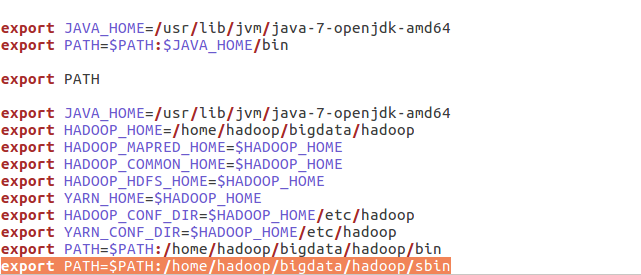 export JAVA_HOME=/usr/lib/jvm/java-7-openjdk-amd64
export PATH=$PATH:$JAVA_HOME/bin
export PATH
export JAVA_HOME=/usr/lib/jvm/java-7-openjdk-amd64
export HADOOP_HOME=/home/hadoop/bigdata/hadoop
export HADOOP_MAPRED_HOME=$HADOOP_HOME
export HADOOP_COMMON_HOME=$HADOOP_HOME
export HADOOP_HDFS_HOME=$HADOOP_HOME
export YARN_HOME=$HADOOP_HOME
export HADOOP_CONF_DIR=$HADOOP_HOME/etc/hadoop
export YARN_CONF_DIR=$HADOOP_HOME/etc/hadoop
export PATH=$PATH:/home/hadoop/bigdata/hadoop/bin
export PATH=$PATH:/home/hadoop/bigdata/hadoop/sbin